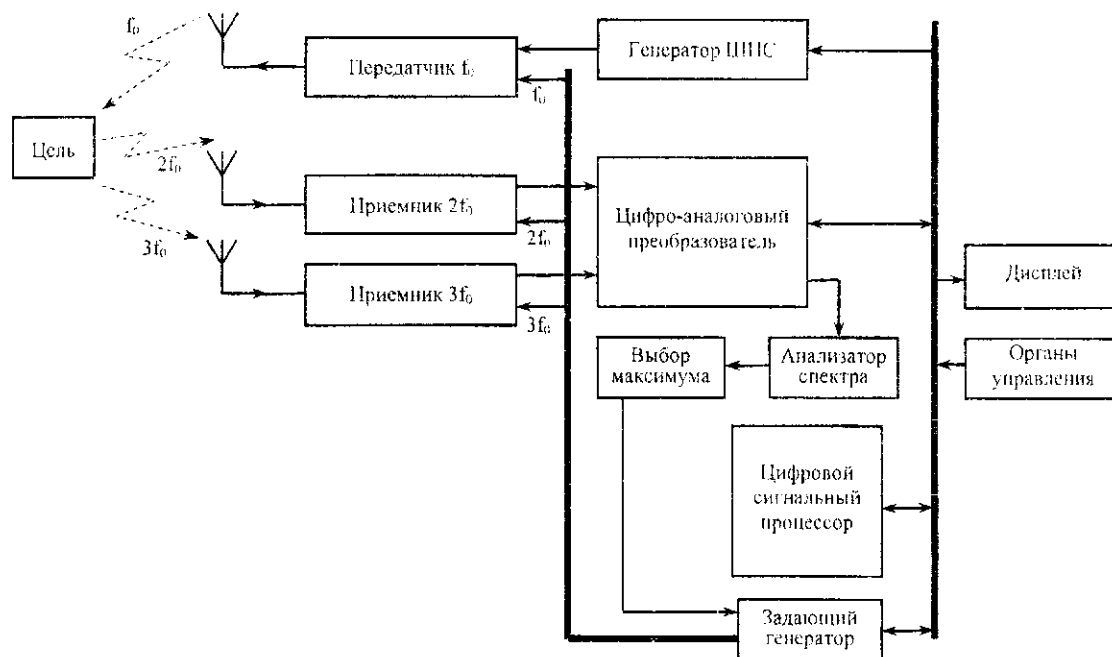 f₀
Передатчик f₀
f₀
Генератор ШПС
Цель
2f₀
Приемник 2f₀
2f₀
Цифро-аналоговый
преобразователь
3f₀
Приемник 3f₀
3f₀
Дисплей
Выбор
максимума
Анализатор
спектра
Органы
управления
Цифровой
сигнальный
процессор
Задающий
генератор